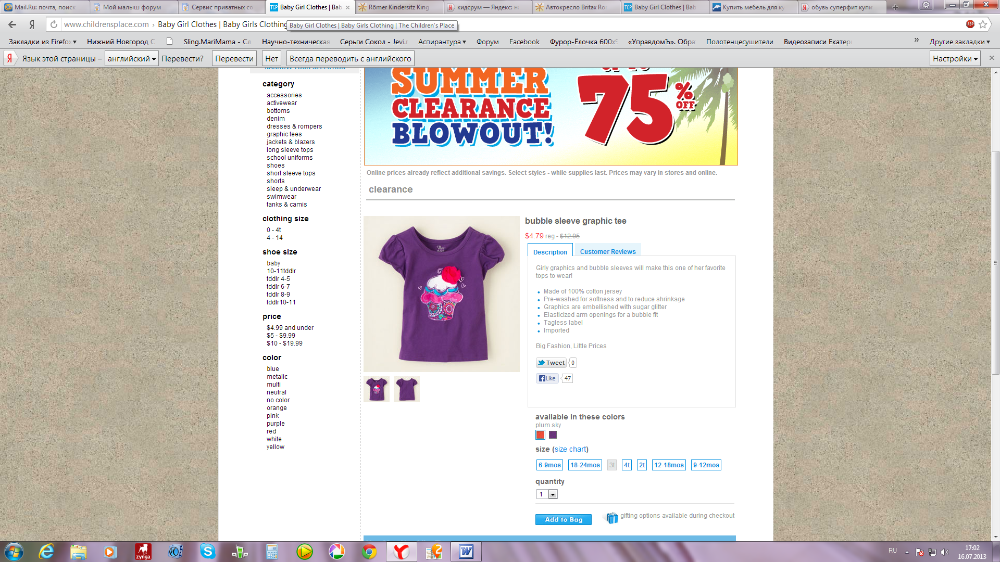 Mail.Ru: почта, поиск
Мой малыш форум
Сервис приватных со
Baby Girl Clothes | Bab
Römer Kindersitz King
кидсрум — Яндекс: н
Автокресло Britax Ror
Baby Girl Clothes | Bab
Купить мебель для ку
обувь суперфит купи
www.childrensplace.com › Baby Girl Clothes | Baby Girls Clothing
Baby Girl Clothes | Baby Girls Clothing | The Children's Place
ABP
Закладки из Firefox
Нижний Новгород С
Sling.MariMama - Сл
Научно-техническая
Серьги Сокол - Jevi.r
Аспирантура
Форум
Facebook
Фурор-Ёлочка 600x5
«УправдомЪ». Обра
Полотенцесушители
Видеозаписи Екатер
»
Другие закладки
Язык этой страницы – английский Перевести? Перевести Нет Всегда переводить с английского
Настройки
NARROW YOUR SELECTION
category
accessories
activewear
bottoms
denim
dresses & rompers
graphic tees
jackets & blazers
long sleeve tops
school uniforms
shoes
short sleeve tops
shorts
sleep & underwear
swimwear
tanks & camis
clothing size
0 - 4t
4 - 14
shoe size
baby
10-11tddlr
tddlr 4-5
tddlr 6-7
tddlr 8-9
tddlr10-11
price
$4.99 and under
$5 - $9.99
$10 - $19.99
color
blue
metalic
multi
neutral
no color
orange
pink
purple
red
white
yellow
SUMMER
CLEARANCE
BLOWOUT!
up to
75% OFF
Online prices already reflect additional savings. Select styles - while supplies last. Prices may vary in stores and online.
clearance
bubble sleeve graphic tee
$4.79 reg - $12.95
Description
Customer Reviews
Girly graphics and bubble sleeves will make this one of her favorite
tops to wear!
Made of 100% cotton jersey
Pre-washed for softness and to reduce shrinkage
Graphics are embellished with sugar glitter
Elasticized arm openings for a bubble fit
Tagless label
Imported
Big Fashion, Little Prices
Tweet 0
Like 47
available in these colors
plum sky
size (size chart)
6-9mos 18-24mos 3t 4t 2t 12-18mos 9-12mos
quantity
1
Add to Bag
gifting options available during checkout
zynga
RU
17:02
16.07.2013